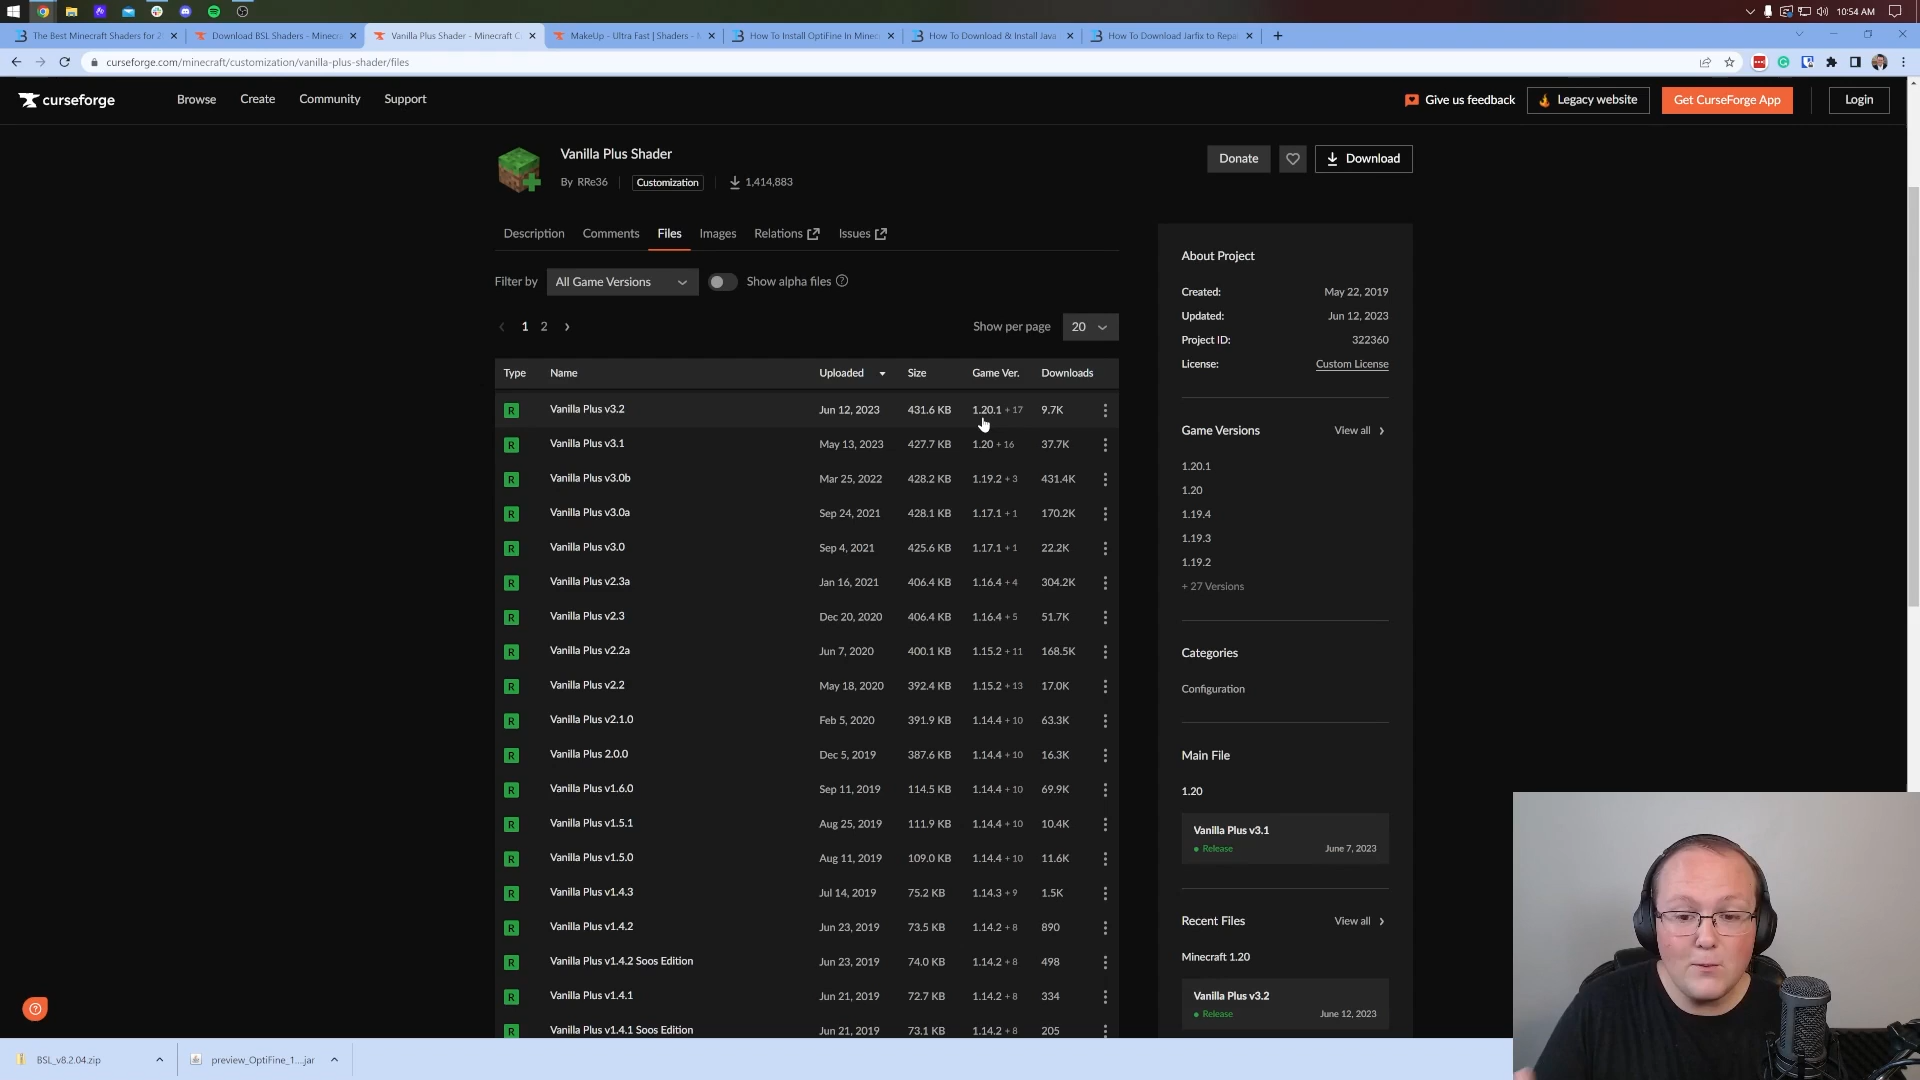 10:54 AM
The Best Minecraft Shaders for 2
Download BSL Shaders - Minecra
Vanilla Plus Shader - Minecraft C
MakeUp - Ultra Fast | Shaders -
How To Install OptiFine In Minec
How To Download & Install Java
How To Download Jarfix to Repa
curseforge.com/minecraft/customization/vanilla-plus-shader/files
curseforge
Browse
Create
Community
Support
Give us feedback
Legacy website
Get CurseForge App
Login
Vanilla Plus Shader
By RRe36
Customization
1,414,883
Donate
Download
Description
Comments
Files
Images
Relations
Issues
Filter by
All Game Versions
Show alpha files
1 2
Show per page
20
Type Name Uploaded Size Game Ver. Downloads
R Vanilla Plus v3.2 Jun 12, 2023 431.6 KB 1.20.1 + 17 9.7K
R Vanilla Plus v3.1 May 13, 2023 427.7 KB 1.20 + 16 37.7K
R Vanilla Plus v3.0b Mar 25, 2022 428.2 KB 1.19.2 + 3 431.4K
R Vanilla Plus v3.0a Sep 24, 2021 428.1 KB 1.17.1 + 1 170.2K
R Vanilla Plus v3.0 Sep 4, 2021 425.6 KB 1.17.1 + 1 22.2K
R Vanilla Plus v2.3a Jan 16, 2021 406.4 KB 1.16.4 + 4 304.2K
R Vanilla Plus v2.3 Dec 20, 2020 406.4 KB 1.16.4 + 5 51.7K
R Vanilla Plus v2.2a Jun 7, 2020 400.1 KB 1.15.2 + 11 168.5K
R Vanilla Plus v2.2 May 18, 2020 392.4 KB 1.15.2 + 13 17.0K
R Vanilla Plus v2.1.0 Feb 5, 2020 391.9 KB 1.14.4 + 10 63.3K
R Vanilla Plus 2.0.0 Dec 5, 2019 387.6 KB 1.14.4 + 10 16.3K
R Vanilla Plus v1.6.0 Sep 11, 2019 114.5 KB 1.14.4 + 10 69.9K
R Vanilla Plus v1.5.1 Aug 25, 2019 111.9 KB 1.14.4 + 10 10.4K
R Vanilla Plus v1.5.0 Aug 11, 2019 109.0 KB 1.14.4 + 10 11.6K
R Vanilla Plus v1.4.3 Jul 14, 2019 75.2 KB 1.14.3 + 9 1.5K
R Vanilla Plus v1.4.2 Jun 23, 2019 73.5 KB 1.14.2 + 8 890
R Vanilla Plus v1.4.2 Soos Edition Jun 23, 2019 74.0 KB 1.14.2 + 8 498
R Vanilla Plus v1.4.1 Jun 21, 2019 72.7 KB 1.14.2 + 8 334
R Vanilla Plus v1.4.1 Soos Edition Jun 21, 2019 73.1 KB 1.14.2 + 8 205
About Project
Created: May 22, 2019
Updated: Jun 12, 2023
Project ID: 322360
License: Custom License
Game Versions View all
1.20.1
1.20
1.19.4
1.19.3
1.19.2
+ 27 Versions
Categories
Configuration
Main File
1.20
Vanilla Plus v3.1
Release June 7, 2023
Recent Files View all
Minecraft 1.20
Vanilla Plus v3.2
Release June 12, 2023
BSL_v8.2.04.zip
preview_OptiFine_1....jar